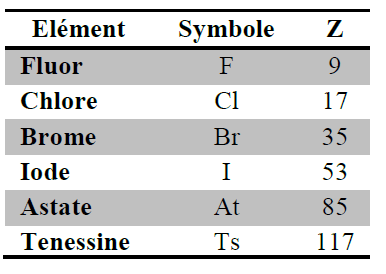 Elément Symbole Z
Fluor F 9
Chlore Cl 17
Brome Br 35
Iode I 53
Astate At 85
Tenessine Ts 117